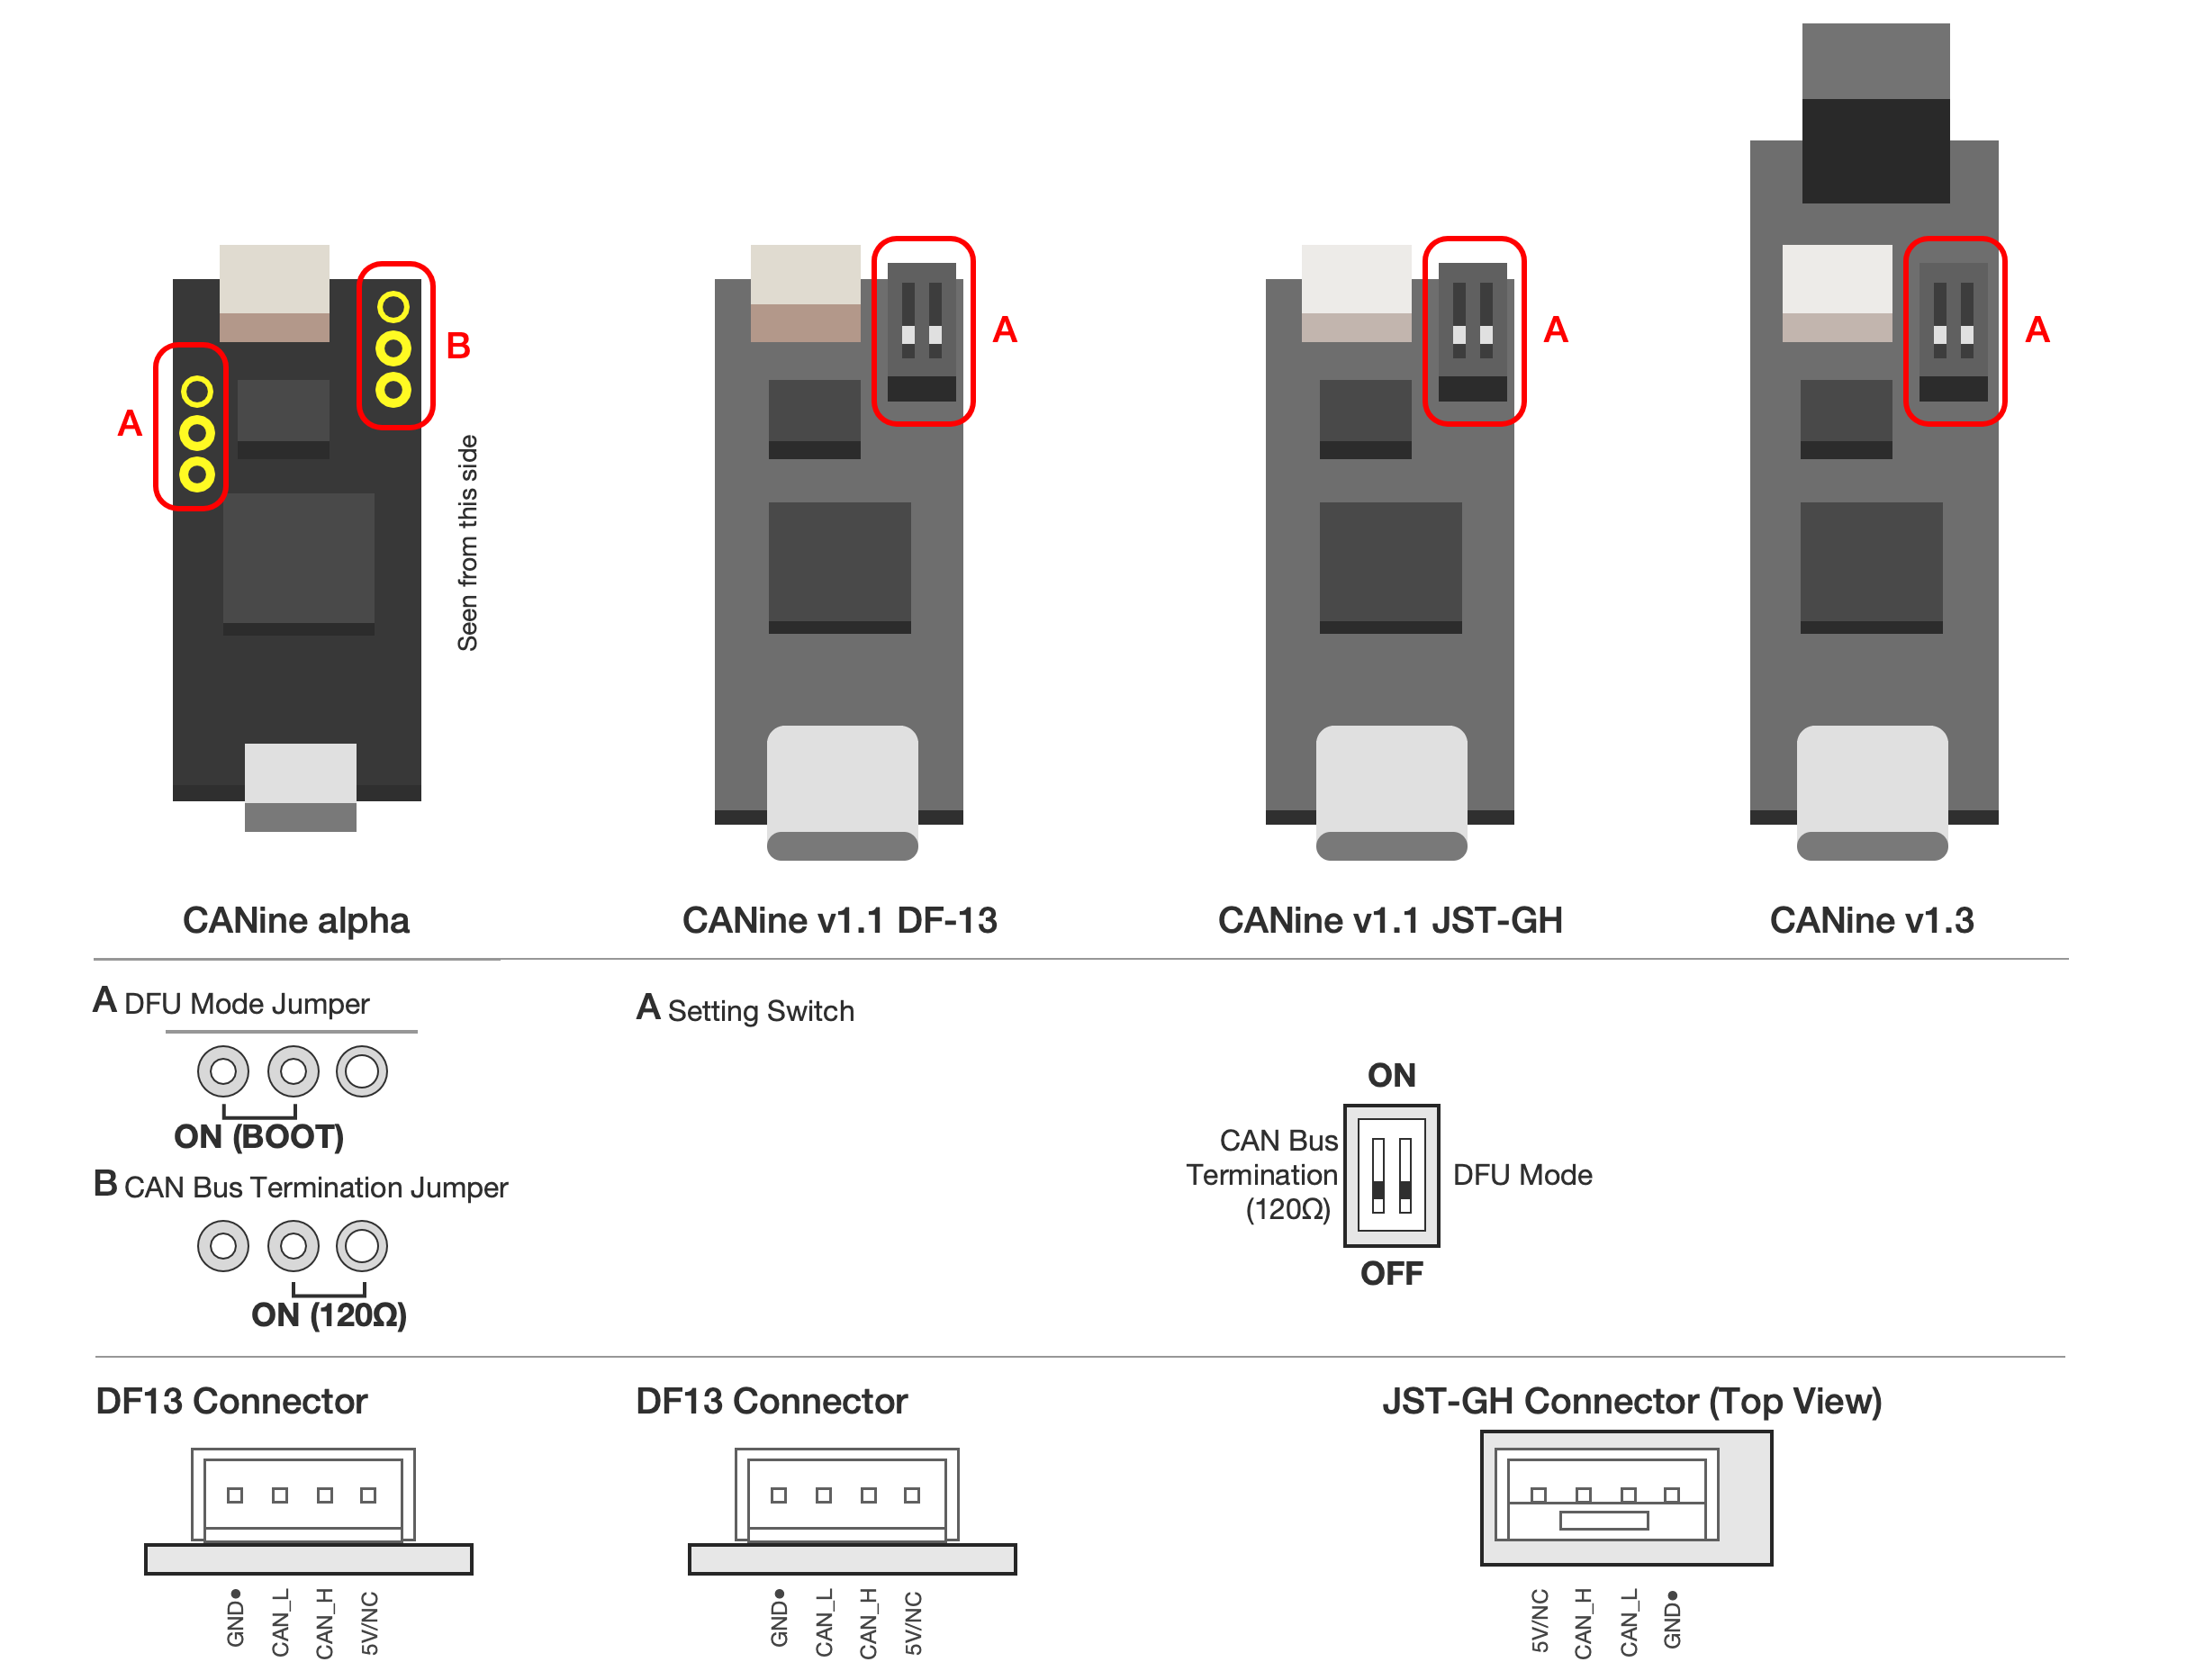 A
B
Seen from this side
A
A
A
CANine alpha
CANine v1.1 DF-13
CANine v1.1 JST-GH
CANine v1.3
A DFU Mode Jumper
ON (BOOT)
B CAN Bus Termination Jumper
ON (120Ω)
A Setting Switch
ON
CAN Bus
Termination
(120Ω)
DFU Mode
OFF
DF13 Connector
GND●
CAN_L
CAN_H
5V/NC
DF13 Connector
GND●
CAN_L
CAN_H
5V/NC
JST-GH Connector (Top View)
5V/NC
CAN_H
CAN_L
GND●